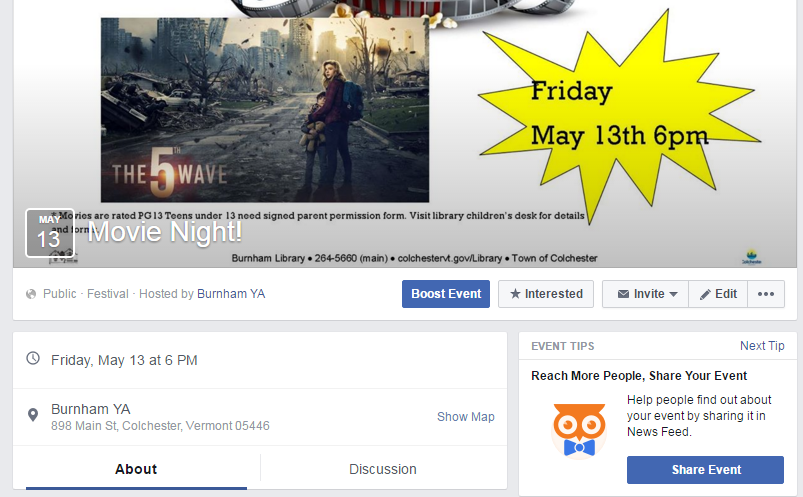 Friday
May 13th 6pm
THE 5TH WAVE
* Movies are rated PG13 Teens under 13 need signed parent permission form. Visit library children's desk for details
and form.
MAY
13
Movie Night!
Burnham Library ● 264-5660 (main) ● colchestervt.gov/Library ● Town of Colchester
Public · Festival · Hosted by Burnham YA
Boost Event
★ Interested
Invite
Edit
Friday, May 13 at 6 PM
Burnham YA
898 Main St, Colchester, Vermont 05446
Show Map
About
Discussion
EVENT TIPS
Next Tip
Reach More People, Share Your Event
Help people find out about
your event by sharing it in
News Feed.
Share Event